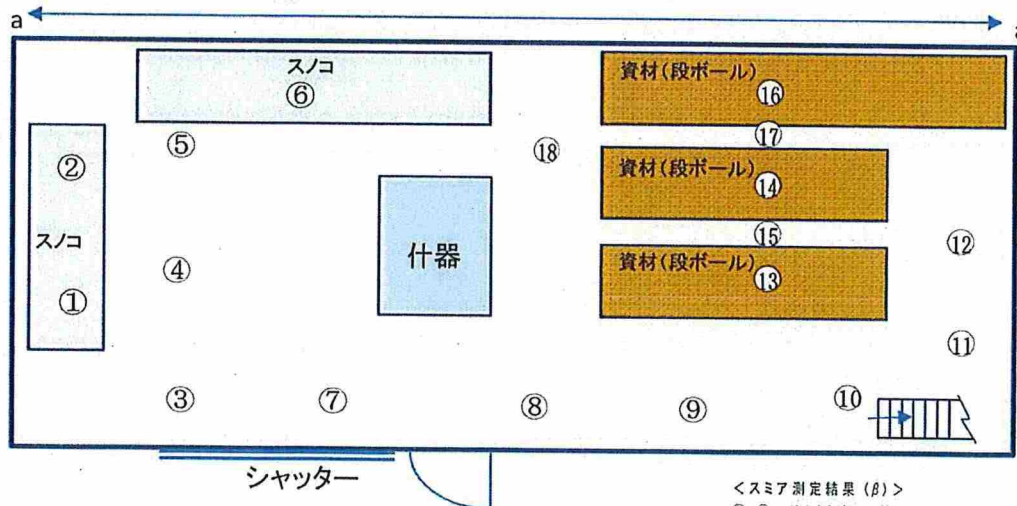 a
スノコ
⑥
資材(段ボール)
⑯
⑰
⑤
⑱
②
スノコ
①
資材(段ボール)
⑭
⑮
④
什器
資材(段ボール)
⑬
⑫
⑪
③
⑦
⑧
⑨
⑩
シャッター
<スミア測定結果(β)>